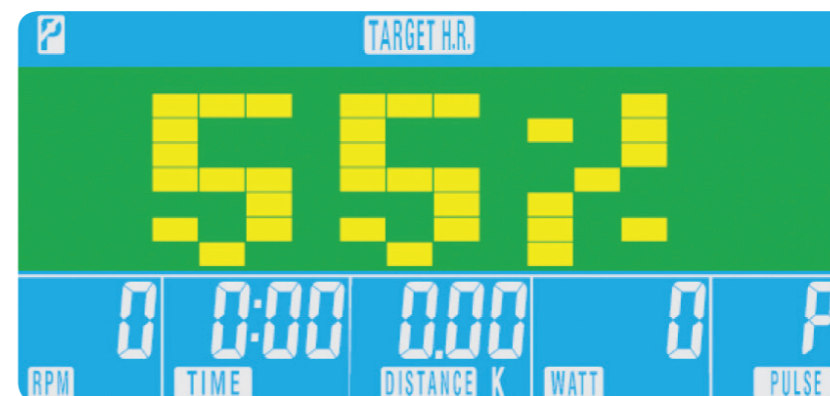 P TARGET H.R.
55%
0 0:00 0.00 0 P
RPM TIME DISTANCE K WATT PULSE